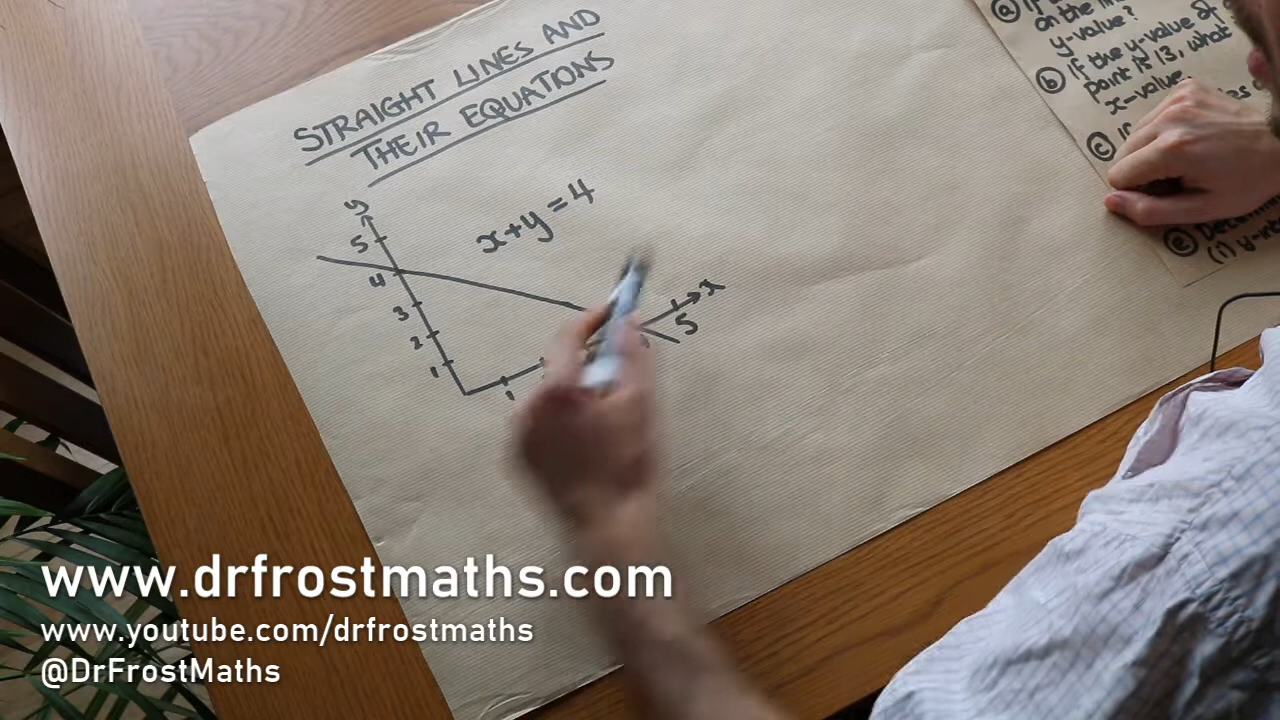 STRAIGHT LINES AND
THEIR EQUATIONS
x+y=4
y
5
4
3
2
1
1
5
x
a
on the
y-value?
b If the y-value of
point is 13, what
x-value
c
e
(i)
www.drfrostmaths.com
www.youtube.com/drfrostmaths
@DrFrostMaths